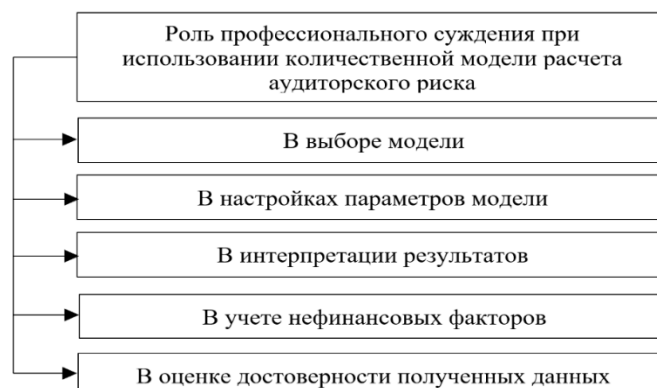 Роль профессионального суждения при
использовании количественной модели расчета
аудиторского риска
В выборе модели
В настройках параметров модели
В интерпретации результатов
В учете нефинансовых факторов
В оценке достоверности полученных данных